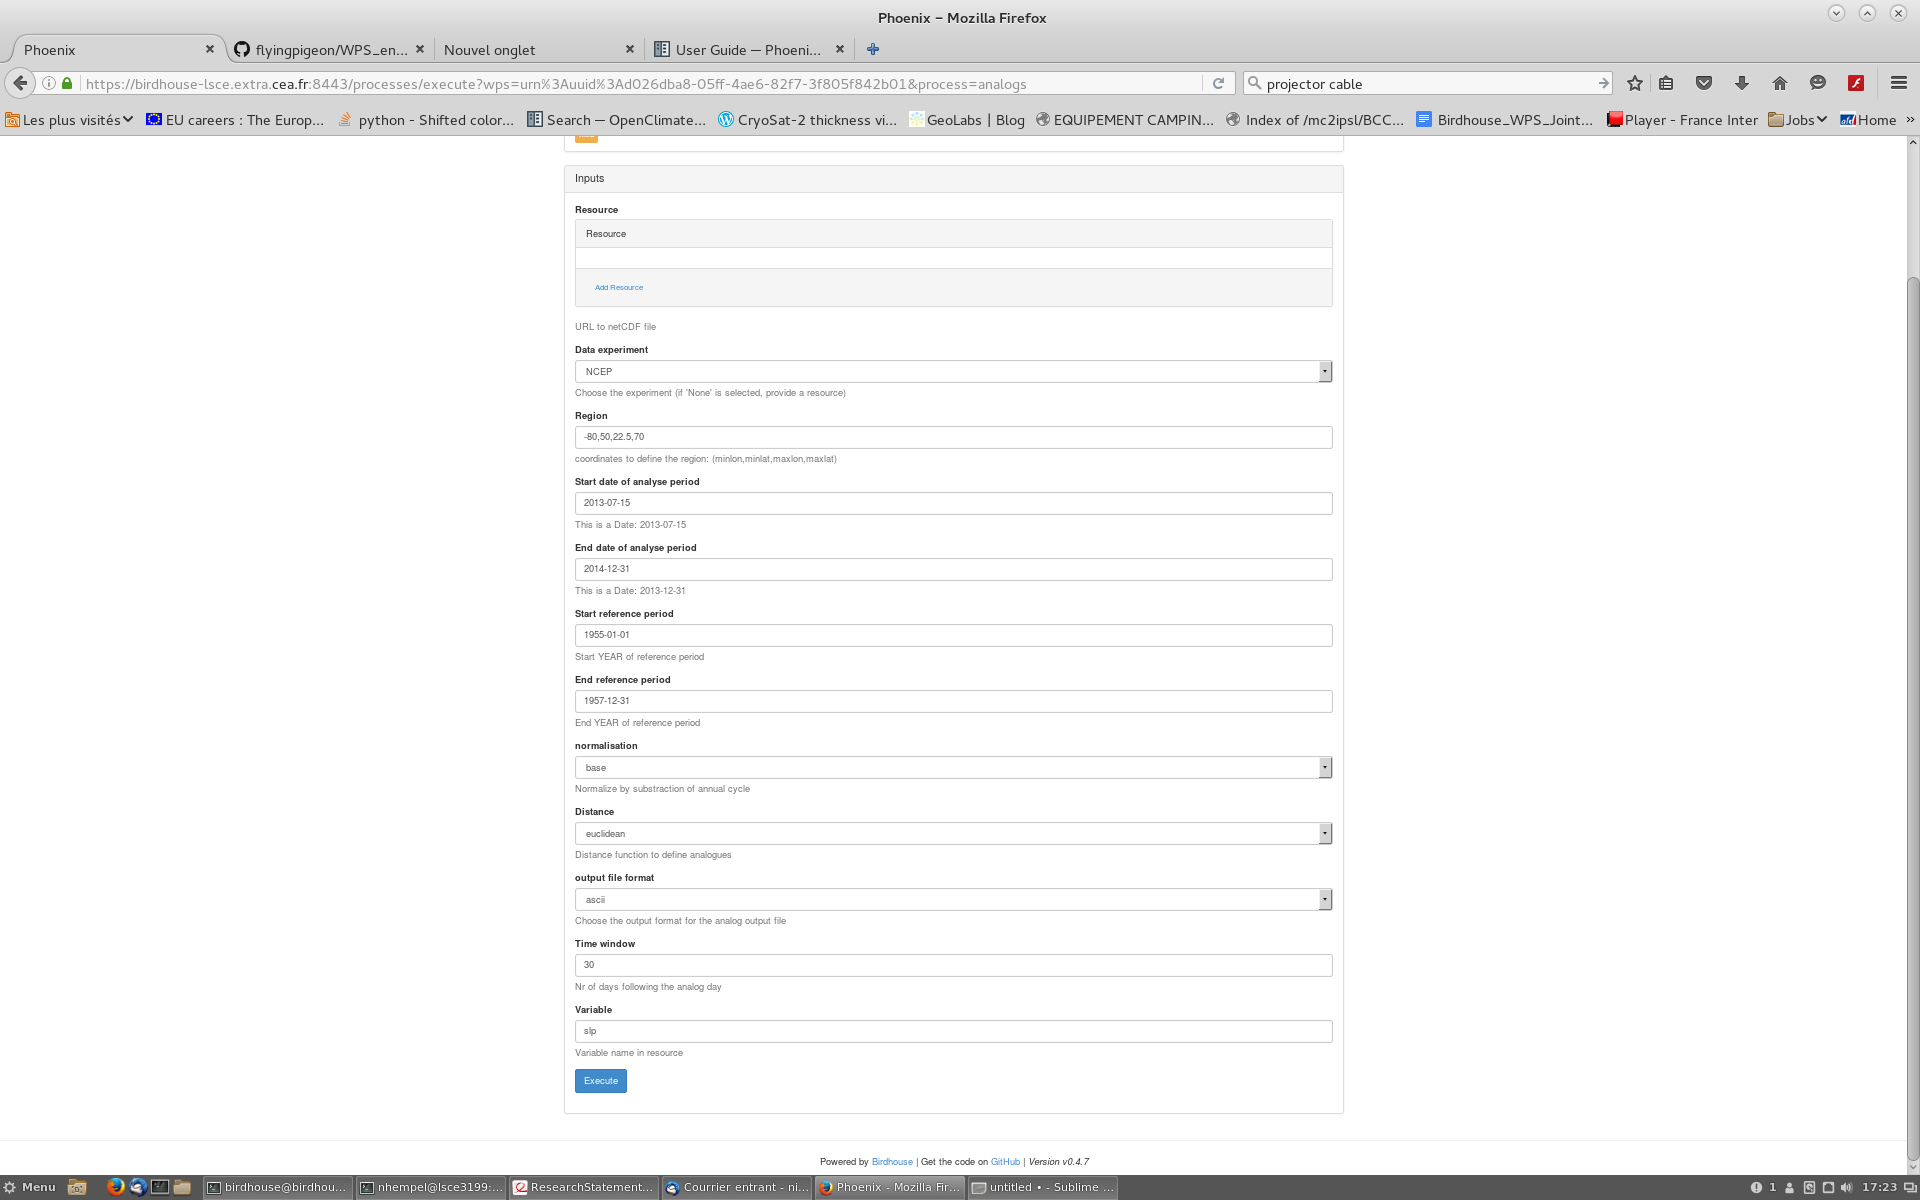 Phoenix – Mozilla Firefox
Phoenix
flyingpigeon/WPS_en...
Nouvel onglet
User Guide — Phoeni...
https://birdhouse-lsce.extra.cea.fr:8443/processes/execute?wps=urn%3Auuid%3Ad026dba8-05ff-4ae6-82f7-3f805f842b01&process=analogs
projector cable
Les plus visités
EU careers : The Europ...
python - Shifted color...
Search — OpenClimate...
CryoSat-2 thickness vi...
GeoLabs | Blog
EQUIPEMENT CAMPIN...
Index of /mc2ipsl/BCC...
Birdhouse_WPS_Joint...
Player - France Inter
Jobs
Home
»
Inputs
Resource
Resource
Add Resource
URL to netCDF file
Data experiment
NCEP
Choose the experiment (if 'None' is selected, provide a resource)
Region
-80,50,22.5,70
coordinates to define the region: (minlon,minlat,maxlon,maxlat)
Start date of analyse period
2013-07-15
This is a Date: 2013-07-15
End date of analyse period
2014-12-31
This is a Date: 2013-12-31
Start reference period
1955-01-01
Start YEAR of reference period
End reference period
1957-12-31
End YEAR of reference period
normalisation
base
Normalize by substraction of annual cycle
Distance
euclidean
Distance function to define analogues
output file format
ascii
Choose the output format for the analog output file
Time window
30
Nr of days following the analog day
Variable
slp
Variable name in resource
Execute
Powered by Birdhouse | Get the code on GitHub | Version v0.4.7
Menu
birdhouse@birdhou...
nhempel@lsce3199:...
ResearchStatement...
Courrier entrant - ni...
Phoenix - Mozilla Fir...
untitled • - Sublime ...
1
17:23